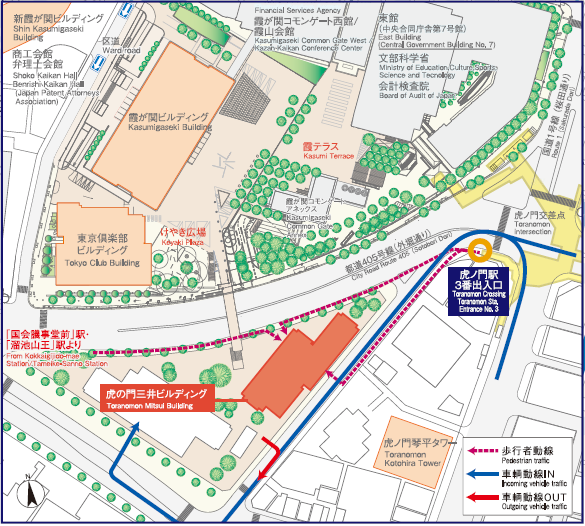 新霞が関ビルディング
Shin Kasumigaseki
Building
商工会館
弁理士会館
Shoko Kaikan Hall
Benrishi Kaikan Hall
(Japan Patent Attorneys
Association)
区道
Ward road
Financial Services Agency
霞が関コモンゲート西館/
霞山会館
Kasumigaseki Common Gate West
Kazan Kaikan Conference Center
東館
(中央合同庁舎第7号館)
East Building
(Central Government Building No, 7)
文部科学省
Ministry of Education,Culture,Sports,
Science and Tecnology
会計検査院
Board of Audit of Japan
国道1号線(桜田通り)
Route 1 (Sakurada Dori)
霞が関ビルディング
Kasumigaseki Building
霞テラス
Kasumi Terrace
霞が関コモンゲート
アネックス
Kasumigaseki
Common Gate
Annex
虎ノ門交差点
Toranomon
Intersection
東京倶楽部
ビルディング
Tokyo Club Building
けやき広場
Keyaki Plaza
都道405号線(外堀通り)
City Road Route 405 (Sotobori Dori)
虎ノ門駅
3番出入口
Toranomon Crossing
Toranomon Sta,
Entrance No. 3
「国会議事堂前」駅・
「溜池山王」駅より
From Kokkaigijido-mae
Station/Tameike-Sanno Station
虎の門三井ビルディング
Toranomon Mitsui Building
虎ノ門琴平タワー
Toranomon
Kotohira Tower
歩行者動線
Pedestrian traffic
車輌動線IN
Incoming vehicle traffic
車輌動線OUT
Outgoing vehicle traffic
N